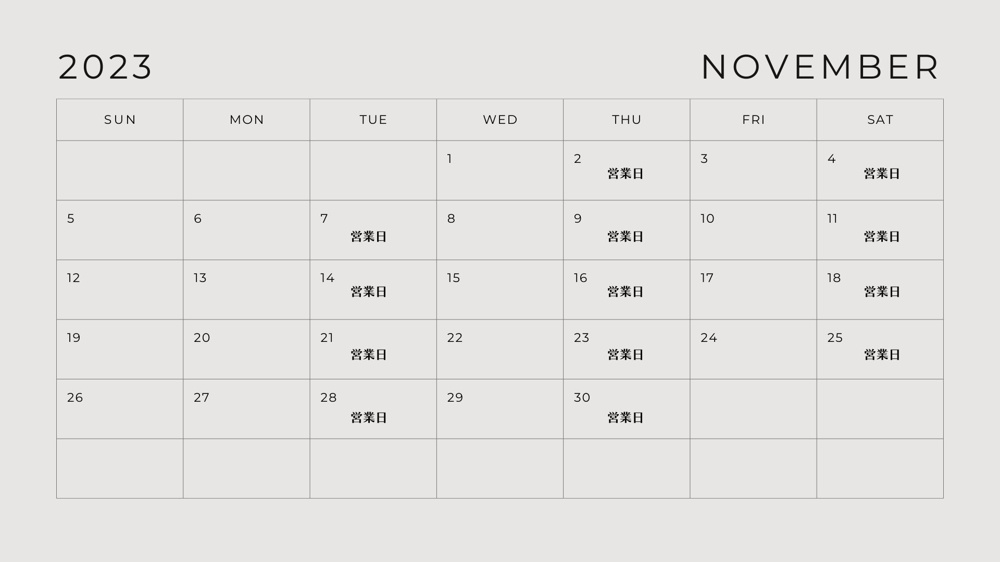 2023 NOVEMBER
SUN MON TUE WED THU FRI SAT
1 2 営業日 3 4 営業日
5 6 7 営業日 8 9 営業日 10 11 営業日
12 13 14 営業日 15 16 営業日 17 18 営業日
19 20 21 営業日 22 23 営業日 24 25 営業日
26 27 28 営業日 29 30 営業日